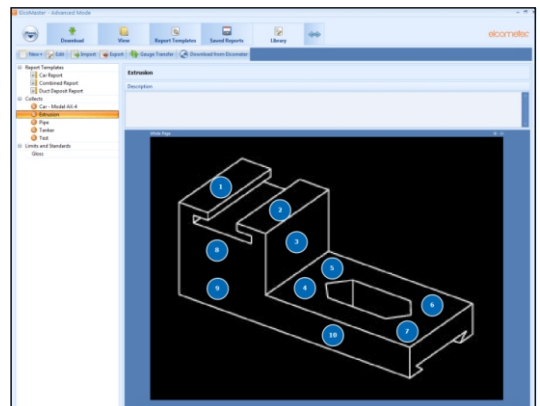 ElcoMaster - Advanced Mode
Download
View
Report Templates
Saved Reports
Library
elcometer
New
Edit
Import
Export
Gauge Transfer
Download from Elcometer
Report Templates
Car Report
Combined Report
Duct Deposit Report
Collects
Car - Model AX-4
Extrusion
Pipe
Tanker
Test
Limits and Standards
Gloss
Extrusion
Description
Whole Page
1
2
3
8
5
9
4
6
7
10